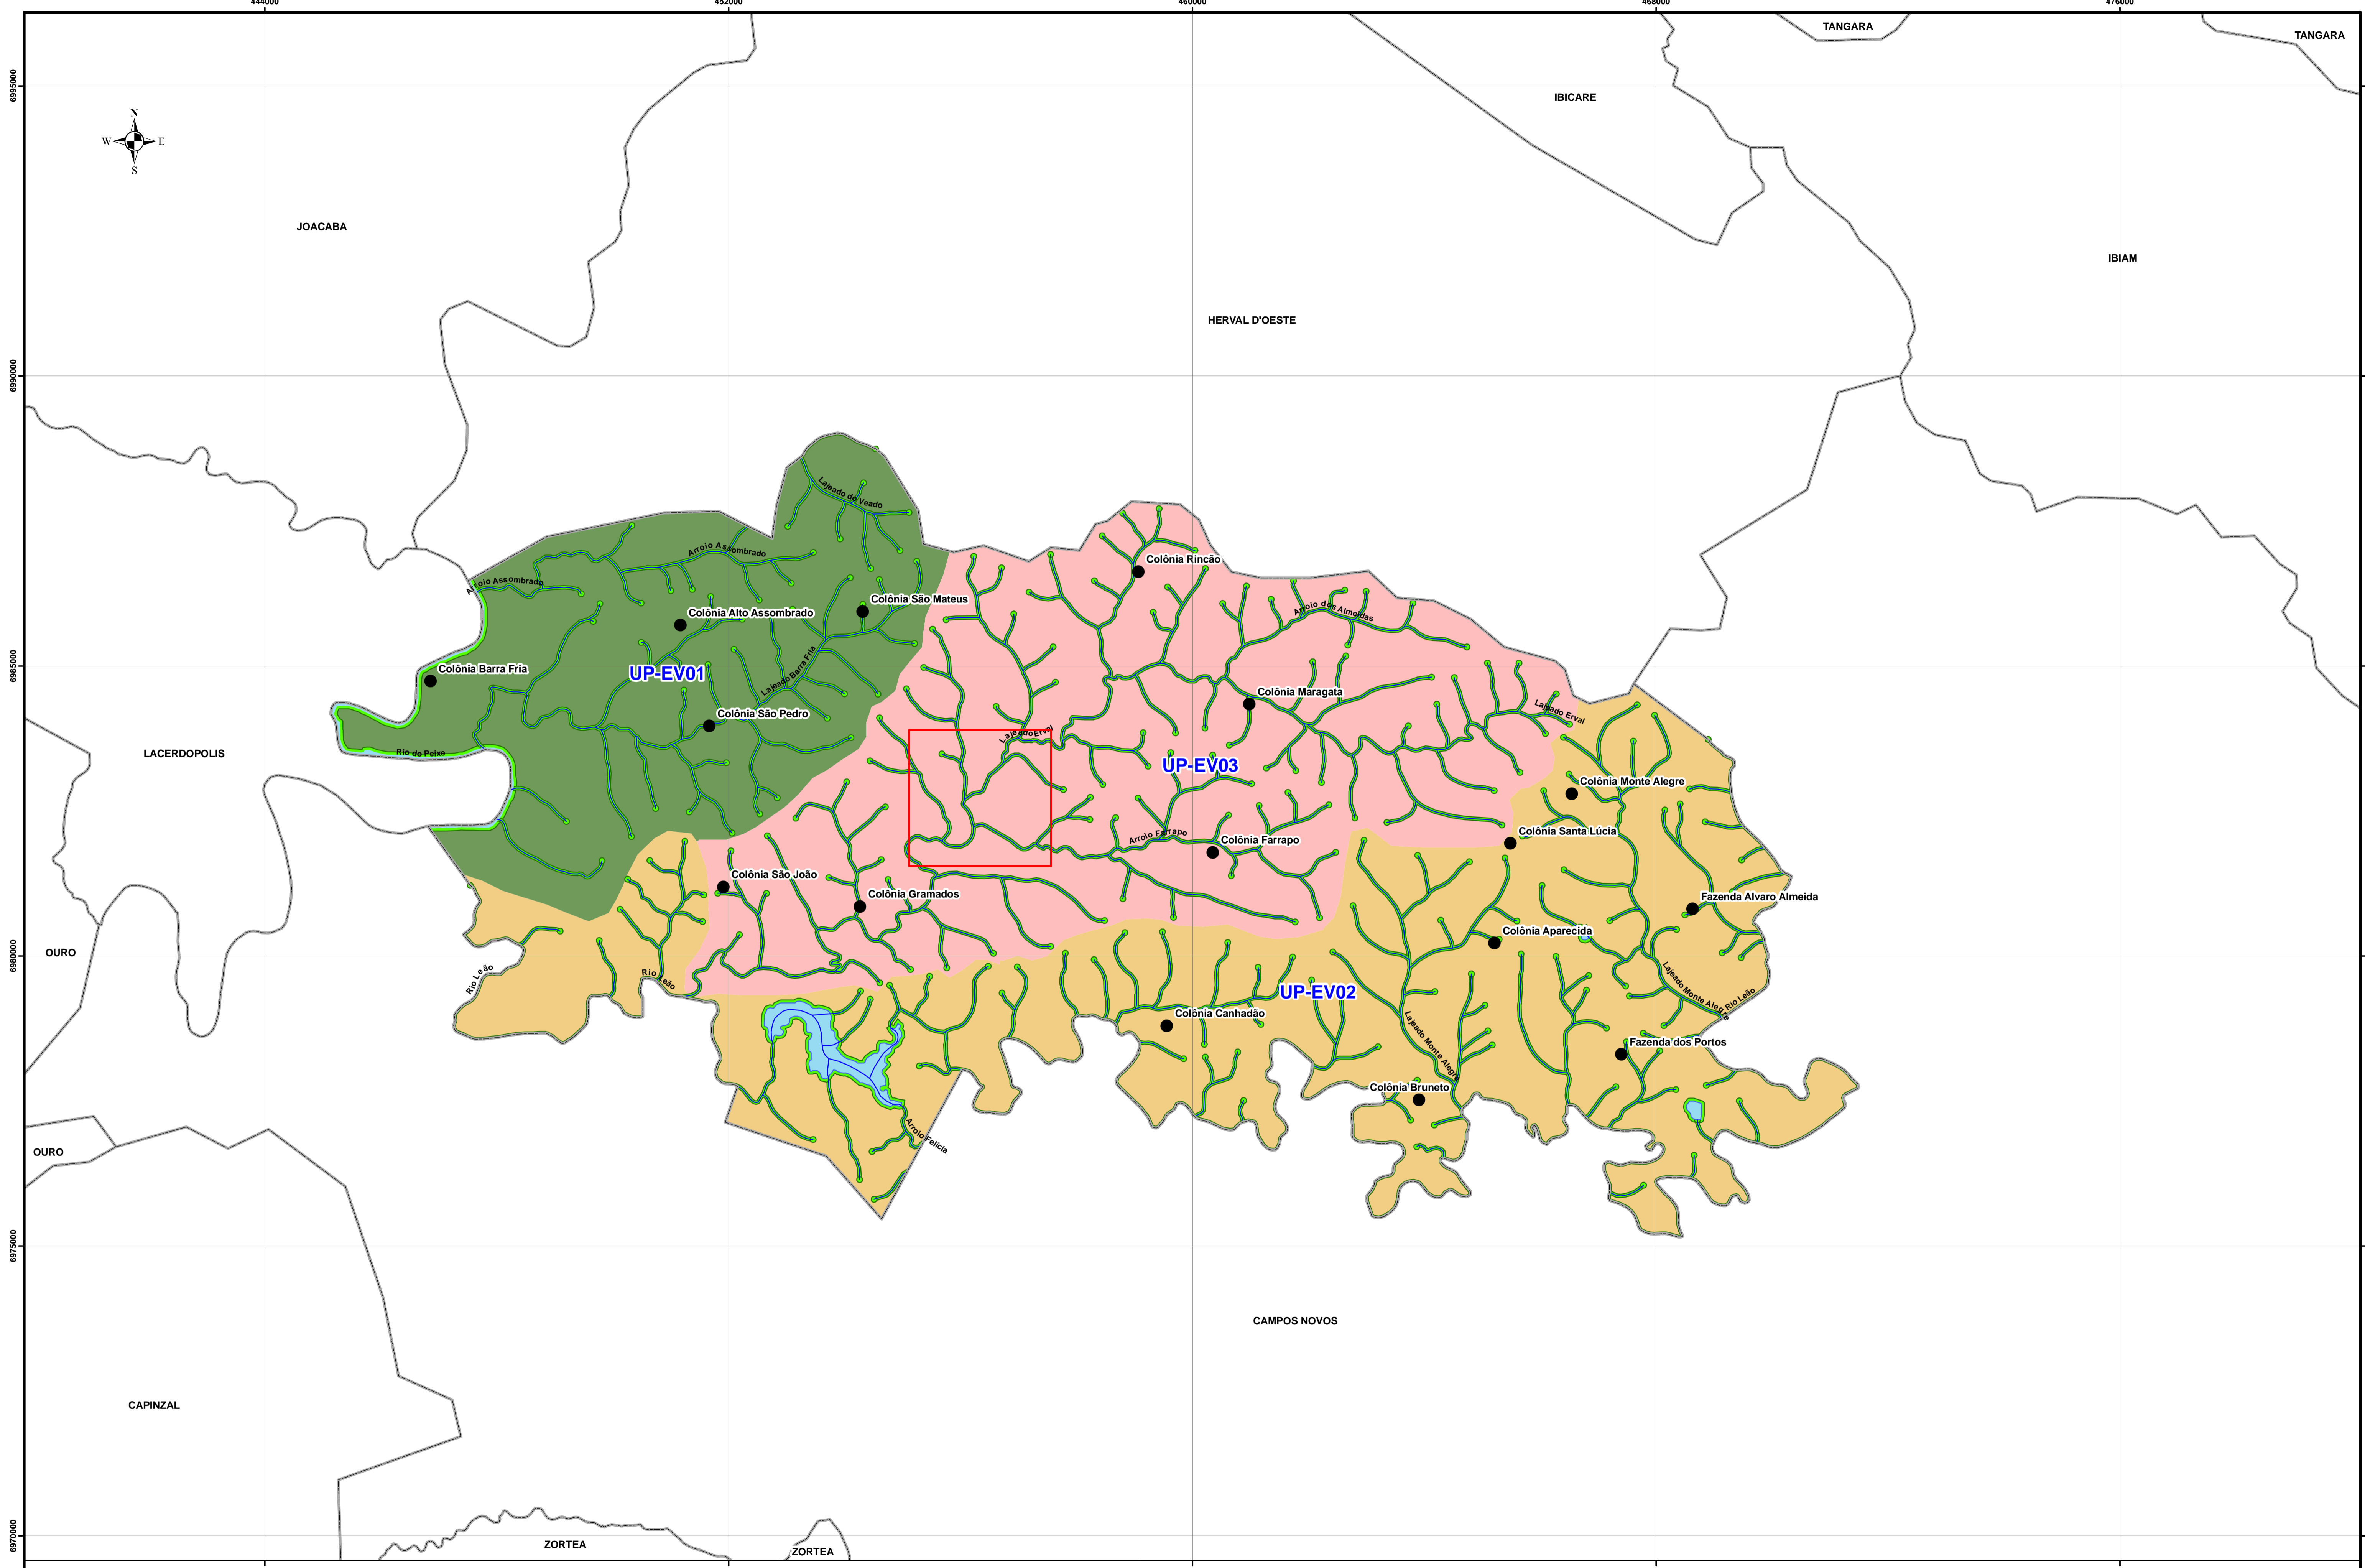 444000
452000
460000
468000
476000
TANGARA
TANGARA
6995000
IBICARE
N
W
E
S
JOACABA
IBIAM
HERVAL D'OESTE
6990000
Lajeado do Veado
Arroio Assombrado
Colônia Rincão
Arroio Assombrado
Colônia São Mateus
Colônia Alto Assombrado
Arroio dos Almeidas
6985000
Colônia Barra Fria
UP-EV01
Lajeado Barra Fria
Colônia Maragata
Colônia São Pedro
Lajeado Erval
Lajeado Erval
LACERDOPOLIS
Rio do Peixe
UP-EV03
Colônia Monte Alegre
Colônia Santa Lúcia
Arroio Farrapo
Colônia Farrapo
Colônia São João
Colônia Gramados
Fazenda Alvaro Almeida
Colônia Aparecida
OURO
6980000
Rio Leão
Rio Leão
Lajeado Monte Alegre
Rio Leão
UP-EV02
Colônia Canhadão
Lajeado Monte Alegre
Fazenda dos Portos
Colônia Bruneto
Arroio Felícia
OURO
6975000
CAMPOS NOVOS
CAPINZAL
6970000
ZORTEA
ZORTEA